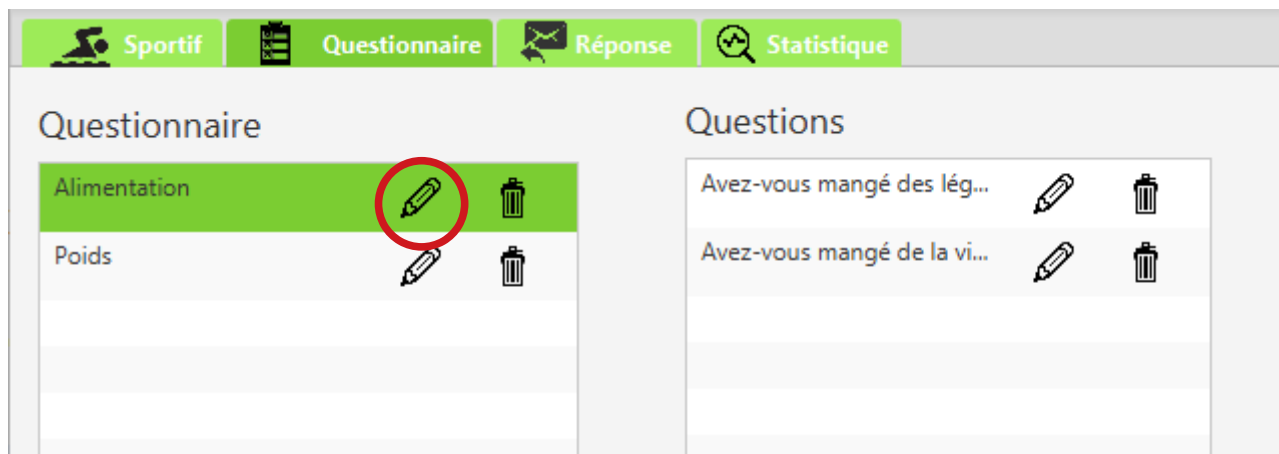 Sportif
Questionnaire
Réponse
Statistique
Questionnaire
Alimentation
Poids
Questions
Avez-vous mangé des lég...
Avez-vous mangé de la vi...